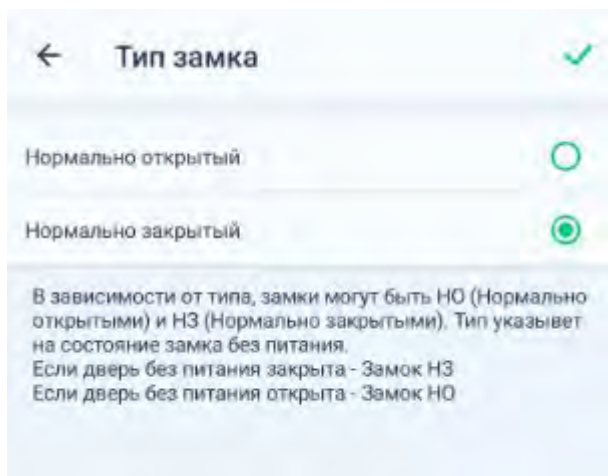 Тип замка
Нормально открытый
Нормально закрытый
В зависимости от типа, замки могут быть НО (Нормально
открытыми) и НЗ (Нормально закрытыми). Тип указывет
на состояние замка без питания.
Если дверь без питания закрыта - Замок НЗ
Если дверь без питания открыта - Замок НО